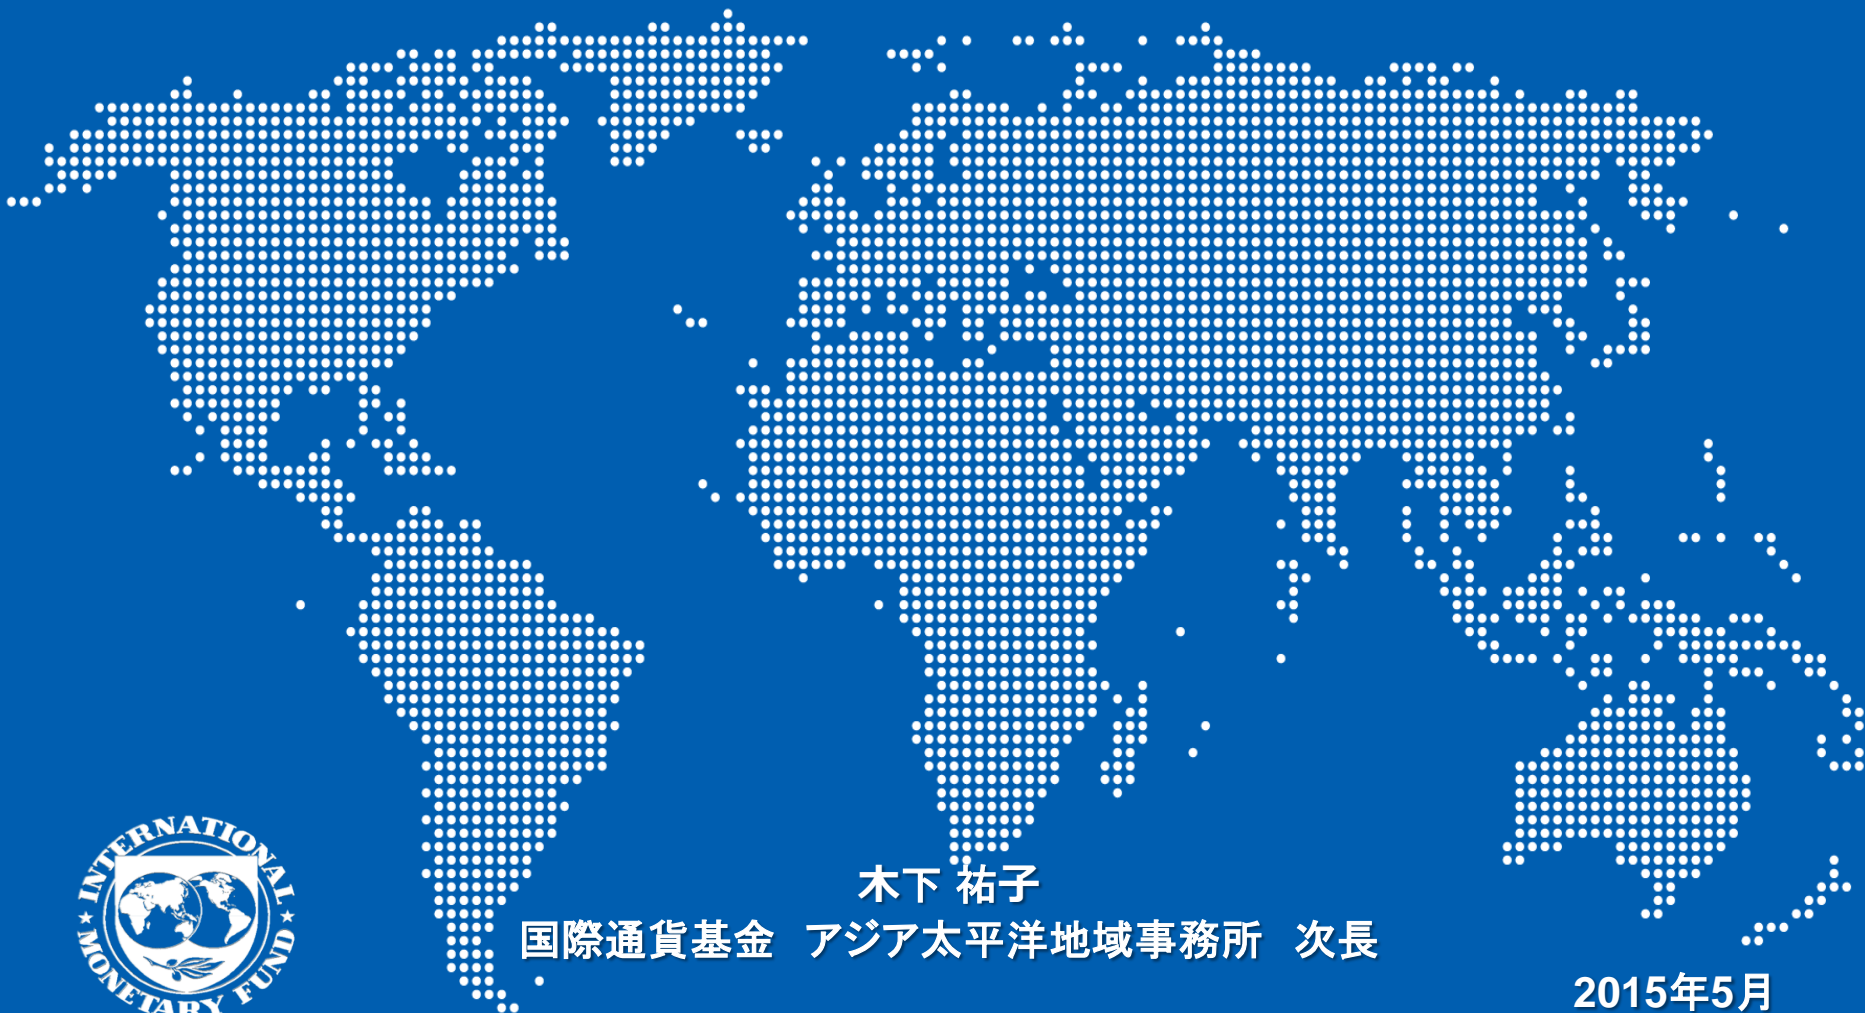 木下 祐子
国際通貨基金　アジア太平洋地域事務所　次長
2015年5月
INTERNATIONAL
MONETARY FUND